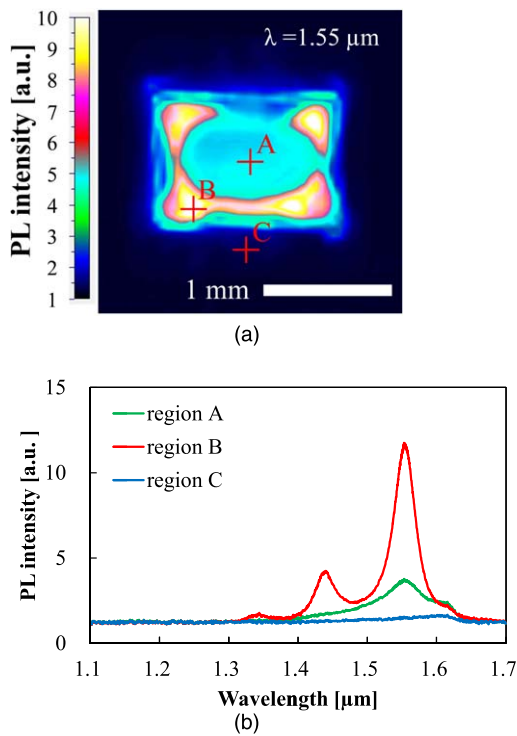 PL intensity [a.u.]
10
9
8
7
6
5
4
3
2
1
λ =1.55 μm
A
B
C
1 mm
(a)
PL intensity [a.u.]
15
10
5
0
region A
region B
region C
1.1 1.2 1.3 1.4 1.5 1.6 1.7
Wavelength [μm]
(b)